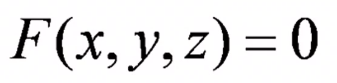 F(x, y, z) = 0